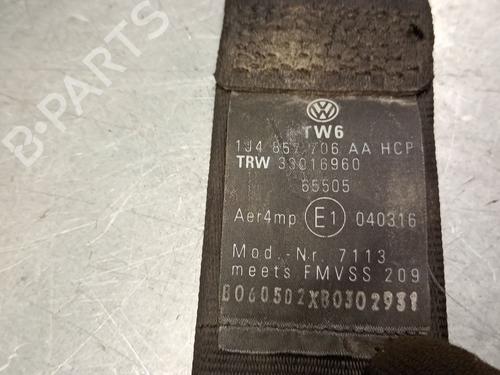 B-PARTS
TW6
1J4 857 706 AA HCP
TRW 33016960
65505
Aer4mp E1 040316
Mod.-Nr. 7113
meets FMVSS 209
B060502XB0302931